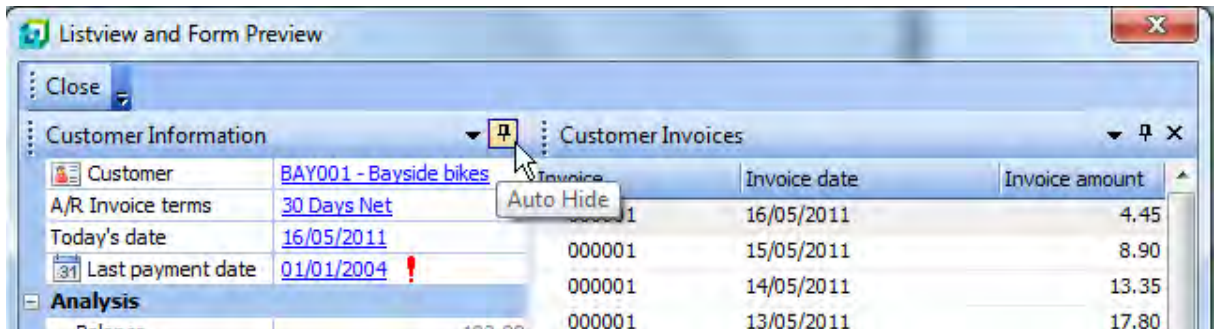 Listview and Form Preview
Close
Customer Information
Customer Invoices
Customer BAY001 - Bayside bikes
A/R Invoice terms 30 Days Net
Today's date 16/05/2011
31 Last payment date 01/01/2004 !
Analysis
Auto Hide
Invoice Invoice date Invoice amount
16/05/2011 4.45
000001 15/05/2011 8.90
000001 14/05/2011 13.35
000001 13/05/2011 17.80